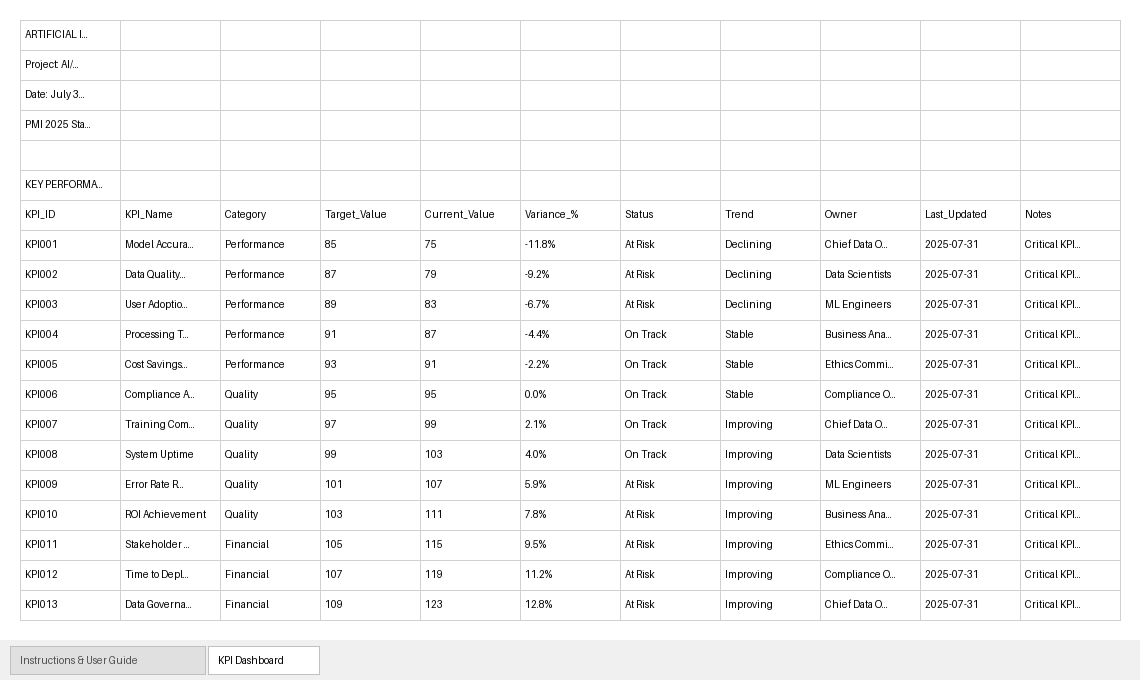 ARTIFICIAL I...
Project: AI/...
Date: July 3...
PMI 2025 Sta...
KEY PERFORMA...
KPI_ID KPI_Name Category Target_Value Current_Value Variance_% Status Trend Owner Last_Updated Notes
KPI001 Model Accura... Performance 85 75 -11.8% At Risk Declining Chief Data O... 2025-07-31 Critical KPI...
KPI002 Data Quality... Performance 87 79 -9.2% At Risk Declining Data Scientists 2025-07-31 Critical KPI...
KPI003 User Adoptio... Performance 89 83 -6.7% At Risk Declining ML Engineers 2025-07-31 Critical KPI...
KPI004 Processing T... Performance 91 87 -4.4% On Track Stable Business Ana... 2025-07-31 Critical KPI...
KPI005 Cost Savings... Performance 93 91 -2.2% On Track Stable Ethics Commi... 2025-07-31 Critical KPI...
KPI006 Compliance A... Quality 95 95 0.0% On Track Stable Compliance O... 2025-07-31 Critical KPI...
KPI007 Training Com... Quality 97 99 2.1% On Track Improving Chief Data O... 2025-07-31 Critical KPI...
KPI008 System Uptime Quality 99 103 4.0% On Track Improving Data Scientists 2025-07-31 Critical KPI...
KPI009 Error Rate R... Quality 101 107 5.9% At Risk Improving ML Engineers 2025-07-31 Critical KPI...
KPI010 ROI Achievement Quality 103 111 7.8% At Risk Improving Business Ana... 2025-07-31 Critical KPI...
KPI011 Stakeholder ... Financial 105 115 9.5% At Risk Improving Ethics Commi... 2025-07-31 Critical KPI...
KPI012 Time to Depl... Financial 107 119 11.2% At Risk Improving Compliance O... 2025-07-31 Critical KPI...
KPI013 Data Governa... Financial 109 123 12.8% At Risk Improving Chief Data O... 2025-07-31 Critical KPI...
Instructions & User Guide KPI Dashboard